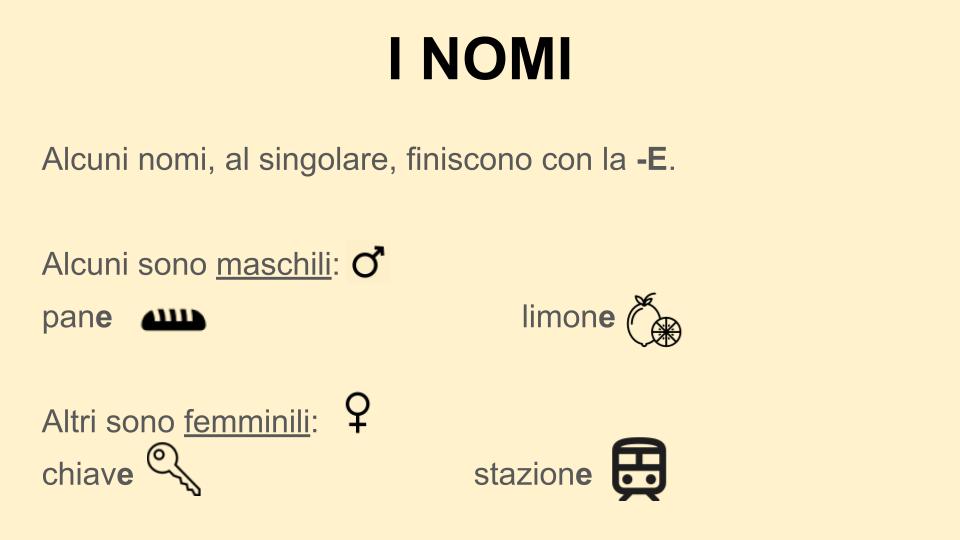 I NOMI
Alcuni nomi, al singolare, finiscono con la -E.
Alcuni sono maschili:
pane limone
Altri sono femminili:
chiave stazione